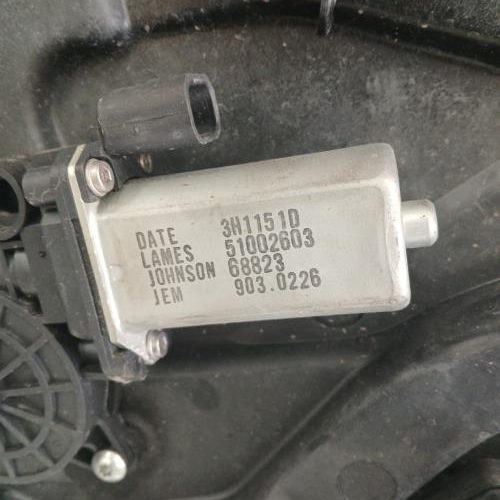 DATE 3H1151D
LAMES 51002603
JOHNSON 68823
JEM 903.0226